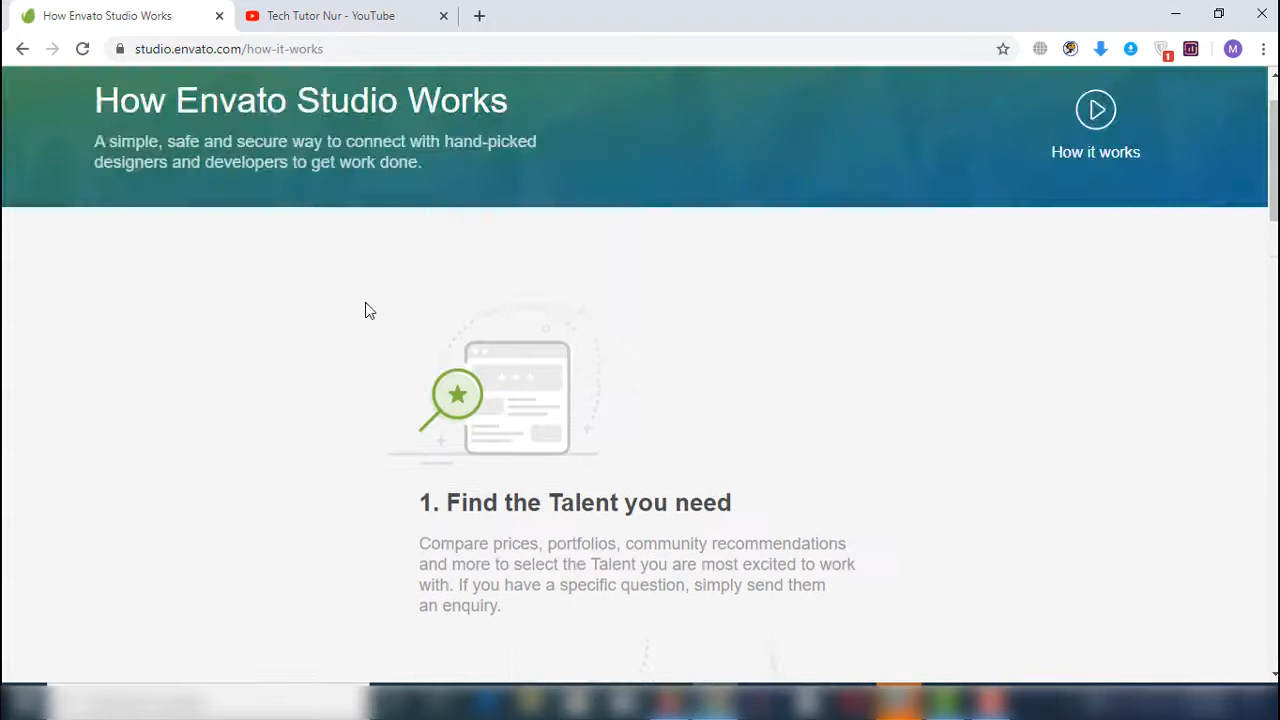 How Envato Studio Works
Tech Tutor Nur - YouTube
studio.envato.com/how-it-works
1
M
How Envato Studio Works
A simple, safe and secure way to connect with hand-picked
designers and developers to get work done.
How it works
1. Find the Talent you need
Compare prices, portfolios, community recommendations
and more to select the Talent you are most excited to work
with. If you have a specific question, simply send them
an enquiry.